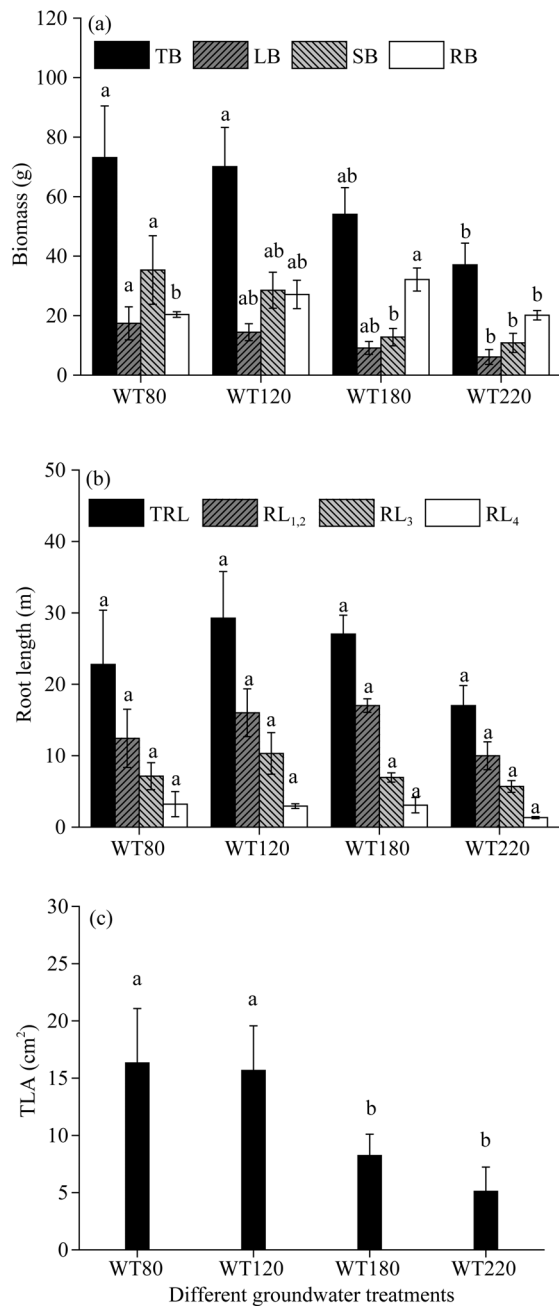 (a)
TB LB SB RB
120
100
80
60
40
20
0
Biomass (g)
a a ab b
a a b
ab ab ab
ab b a
b b b
WT80 WT120 WT180 WT220
(b)
TRL RL1,2 RL3 RL4
50
40
30
20
10
0
Root length (m)
a a a a
a a a a
a a a a
a a a a
WT80 WT120 WT180 WT220
(c)
30
25
20
15
10
5
0
TLA (cm²)
a a b b
WT80 WT120 WT180 WT220
Different groundwater treatments